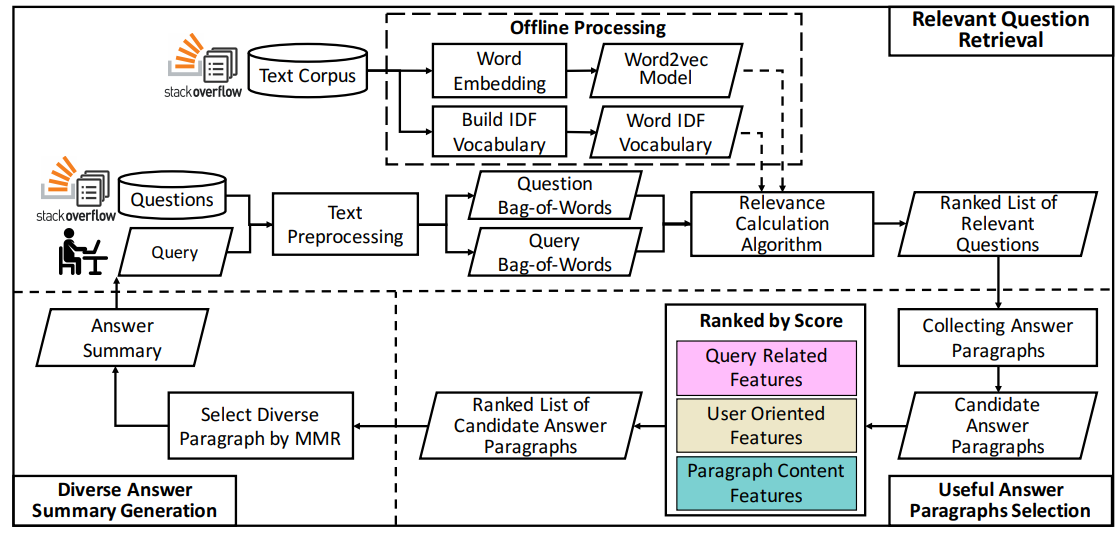 Offline Processing
Relevant Question
Retrieval
stackoverflow
Text Corpus
Word
Embedding
Word2vec
Model
Build IDF
Vocabulary
Word IDF
Vocabulary
stackoverflow
Questions
Query
Text
Preprocessing
Question
Bag-of-Words
Query
Bag-of-Words
Relevance
Calculation
Algorithm
Ranked List of
Relevant
Questions
Answer
Summary
Select Diverse
Paragraph by MMR
Diverse Answer
Summary Generation
Ranked List of
Candidate Answer
Paragraphs
Ranked by Score
Query Related
Features
User Oriented
Features
Paragraph Content
Features
Collecting Answer
Paragraphs
Candidate
Answer
Paragraphs
Useful Answer
Paragraphs Selection